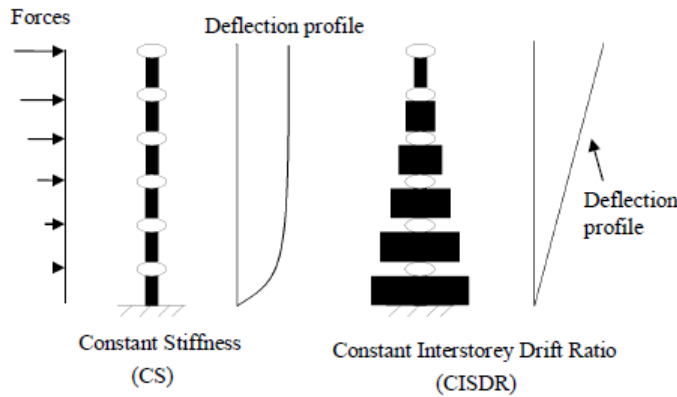 Forces
Deflection profile
Deflection
profile
Constant Stiffness
(CS)
Constant Interstorey Drift Ratio
(CISDR)